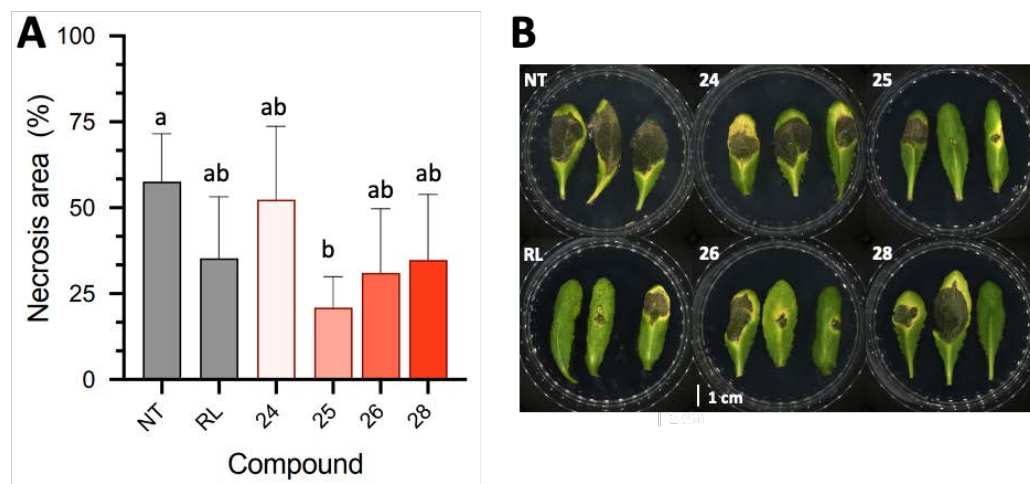 A
100
75
50
25
0
Necrosis area (%)
a
ab
ab
b
ab
ab
NT
RL
24
25
26
28
Compound
B
NT
24
25
RL
26
28
1 cm